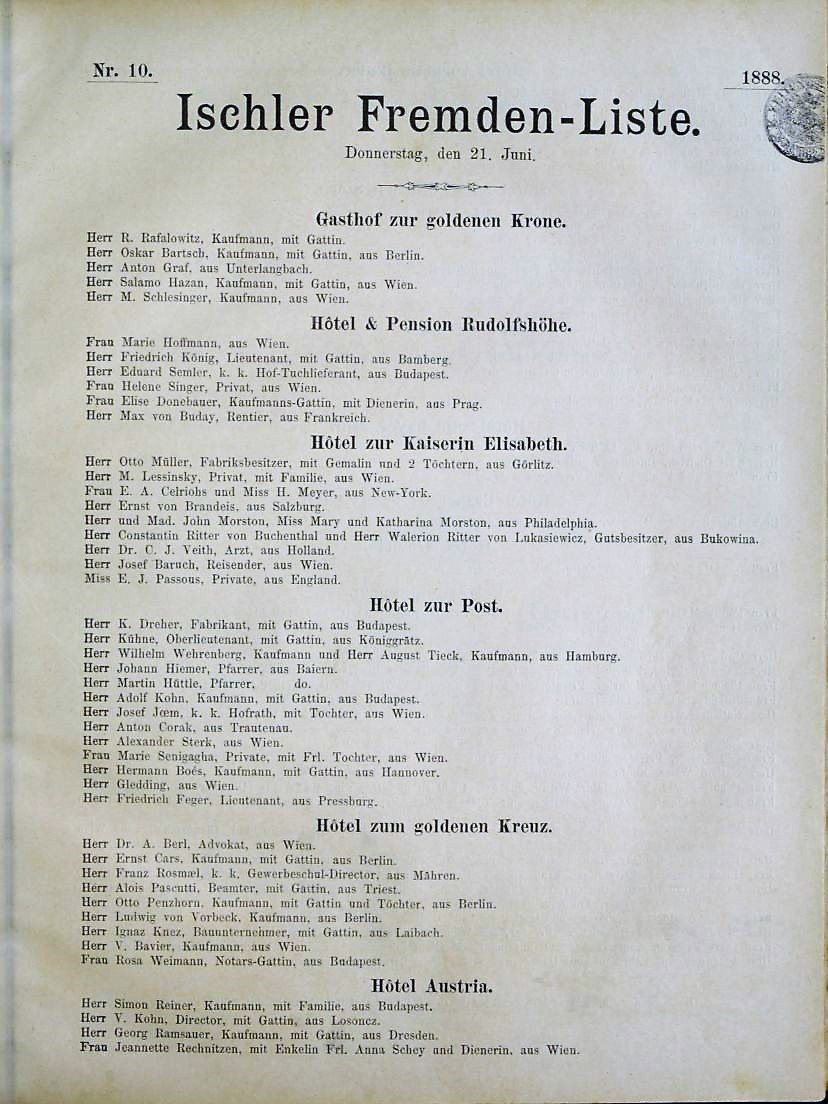 Nr. 10.
1888.
Ischler Fremden-Liste.
Donnerstag, den 21. Juni.
Gasthof zur goldenen Krone.
Herr R. Rafalowitz, Kaufmann, mit Gattin.
Herr Oskar Bartsch, Kaufmann, mit Gattin, aus Berlin.
Herr Anton Graf, aus Unterlangbach.
Herr Salamo Hazan, Kaufmann, mit Gattin, aus Wien.
Herr M. Schlesinger, Kaufmann, aus Wien.
Hôtel & Pension Rudolfshöhe.
Frau Marie Hoffmann, aus Wien.
Herr Friedrich König, Lieutenant, mit Gattin, aus Bamberg.
Herr Eduard Semler, k. k. Hof-Tuchlieferant, aus Budapest.
Frau Helene Singer, Privat, aus Wien.
Frau Elise Donebauer, Kaufmanns-Gattin, mit Dienerin, aus Prag.
Herr Max von Buday, Rentier, aus Frankreich.
Hôtel zur Kaiserin Elisabeth.
Herr Otto Müller, Fabriksbesitzer, mit Gemalin und 2 Töchtern, aus Görlitz.
Herr M. Lessinsky, Privat, mit Familie, aus Wien.
Frau E. A. Celriohs und Miss H. Meyer, aus New-York.
Herr Ernst von Brandeis, aus Salzburg.
Herr und Mad. John Morston, Miss Mary und Katharina Morston, aus Philadelphia.
Herr Constantin Ritter von Buchenthal und Herr Walerion Ritter von Lukasiewicz, Gutsbesitzer, aus Bukowina.
Herr Dr. C. J. Veith, Arzt, aus Holland.
Herr Josef Baruch, Reisender, aus Wien.
Miss E. J. Passous, Private, aus England.
Hôtel zur Post.
Herr K. Dreher, Fabrikant, mit Gattin, aus Budapest.
Herr Kühne, Oberlieutenant, mit Gattin, aus Königgrätz.
Herr Wilhelm Wehrenberg, Kaufmann und Herr August Tieck, Kaufmann, aus Hamburg.
Herr Johann Hiemer, Pfarrer, aus Baiern.
Herr Martin Hüttle, Pfarrer, do.
Herr Adolf Kohn, Kaufmann, mit Gattin, aus Budapest.
Herr Josef Jœm, k. k. Hofrath, mit Tochter, aus Wien.
Herr Anton Corak, aus Trautenau.
Herr Alexander Sterk, aus Wien.
Frau Marie Senigagha, Private, mit Frl. Tochter, aus Wien.
Herr Hermann Boés, Kaufmann, mit Gattin, aus Hannover.
Herr Gledding, aus Wien.
Herr Friedrich Feger, Lieutenant, aus Pressburg.
Hôtel zum goldenen Kreuz.
Herr Dr. A. Berl, Advokat, aus Wien.
Herr Ernst Cars, Kaufmann, mit Gattin, aus Berlin.
Herr Franz Rosmæl, k. k. Gewerbeschul-Director, aus Mähren.
Herr Alois Pascutti, Beamter, mit Gattin, aus Triest.
Herr Otto Penzhorn, Kaufmann, mit Gattin und Töchter, aus Berlin.
Herr Ludwig von Vorbeck, Kaufmann, aus Berlin.
Herr Ignaz Knez, Bauunternehmer, mit Gattin, aus Laibach.
Herr V. Bavier, Kaufmann, aus Wien.
Frau Rosa Weimann, Notars-Gattin, aus Budapest.
Hôtel Austria.
Herr Simon Reiner, Kaufmann, mit Familie, aus Budapest.
Herr V. Kohn, Director, mit Gattin, aus Losoncz.
Herr Georg Ramsauer, Kaufmann, mit Gattin, aus Dresden.
Frau Jeannette Rechnitzen, mit Enkelin Frl. Anna Schey und Dienerin, aus Wien.